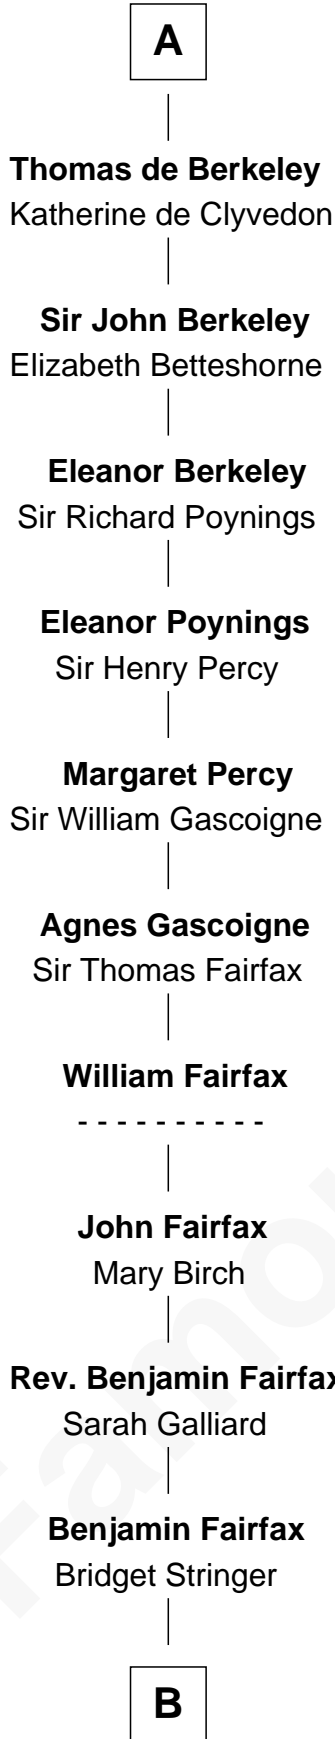 A
Thomas de Berkeley
Katherine de Clyvedon
Sir John Berkeley
Elizabeth Betteshorne
Eleanor Berkeley
Sir Richard Poynings
Eleanor Poynings
Sir Henry Percy
Margaret Percy
Sir William Gascoigne
Agnes Gascoigne
Sir Thomas Fairfax
William Fairfax
- - - - - - - - - -
John Fairfax
Mary Birch
Rev. Benjamin Fairfax
Sarah Galliard
Benjamin Fairfax
Bridget Stringer
B